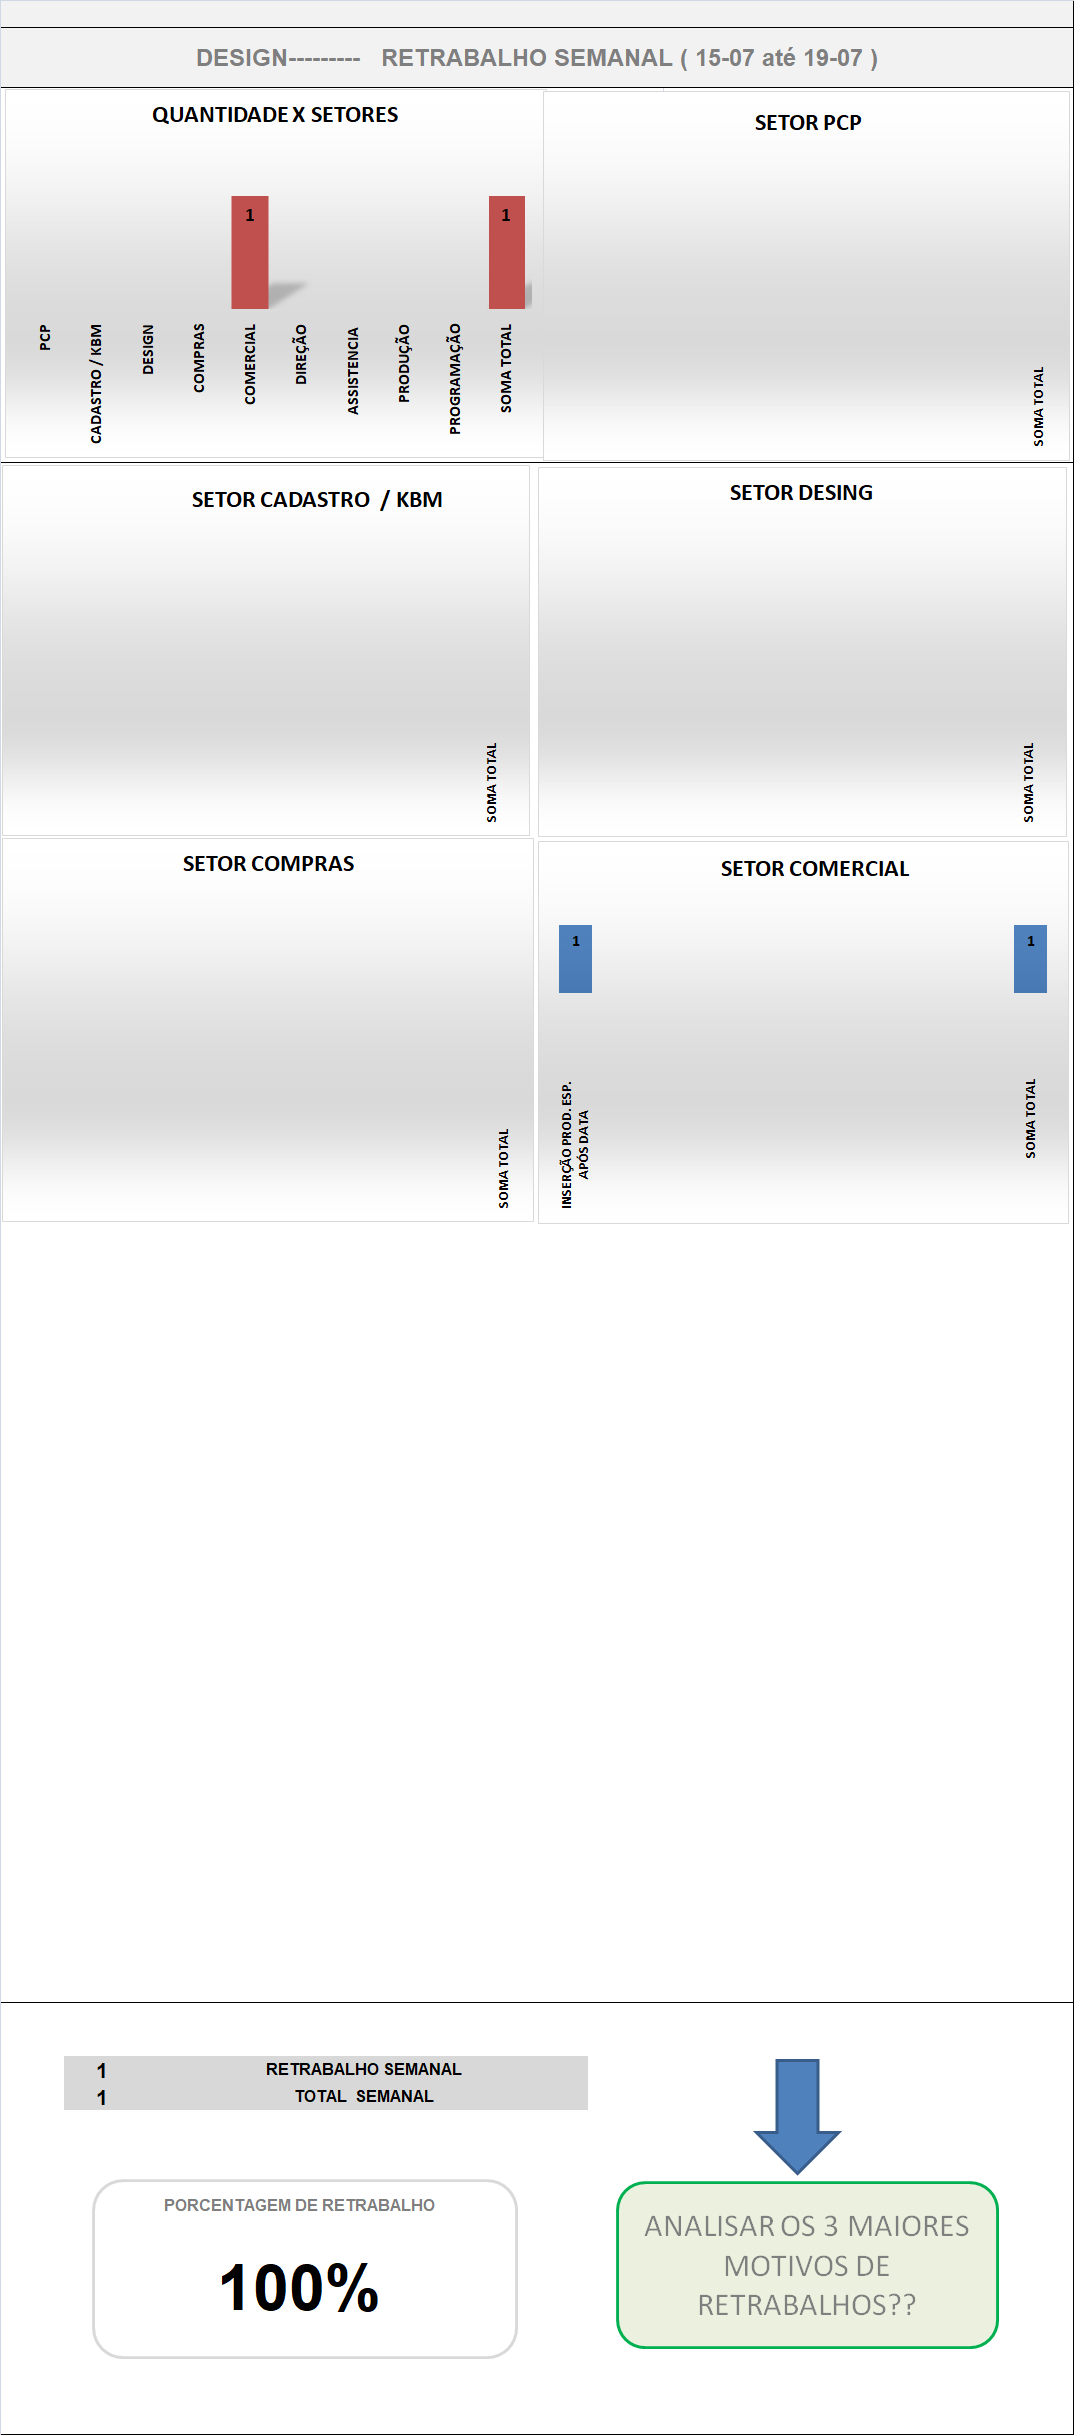 DESIGN--------- RETRABALHO SEMANAL ( 15-07 até 19-07 )
QUANTIDADE X SETORES
1
1
PCP
CADASTRO / KBM
DESIGN
COMPRAS
COMERCIAL
DIREÇÃO
ASSISTENCIA
PRODUÇÃO
PROGRAMAÇÃO
SOMA TOTAL
SETOR PCP
SOMA TOTAL
SETOR CADASTRO / KBM
SOMA TOTAL
SETOR DESING
SOMA TOTAL
SETOR COMPRAS
SOMA TOTAL
SETOR COMERCIAL
1
1
INSERÇÃO PROD. ESP.
APÓS DATA
SOMA TOTAL
1 RETRABALHO SEMANAL
1 TOTAL SEMANAL
PORCENTAGEM DE RETRABALHO
100%
ANALISAR OS 3 MAIORES
MOTIVOS DE
RETRABALHOS??